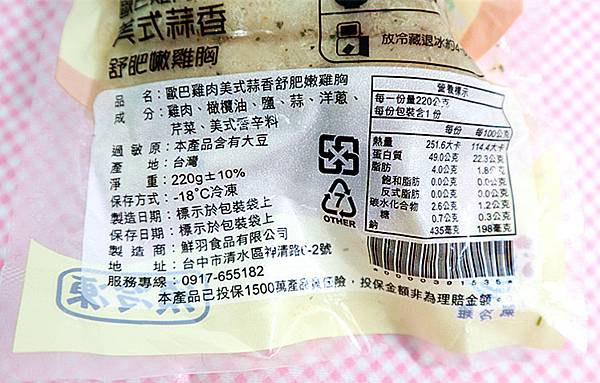 美式蒜香
舒肥嫩雞胸
放冷藏退冰約4-
品　名：歐巴雞肉美式蒜香舒肥嫩雞胸
成　分：雞肉、橄欖油、鹽、蒜、洋蔥、
芹菜、美式香辛料
過敏原：本產品含有大豆
產　地：台灣
淨　重：220g±10%
保存方式：-18℃冷凍
製造日期：標示於包裝袋上
保存日期：標示於包裝袋上
製造商：鮮羽食品有限公司
地　址：台中市清水區
服務專線：0917-655182
本產品已投保1500萬產品責任險，投保金額非為理賠金額。
營養標示
每一份量220公克
每份包裝含1份
每份 每100公克
熱量 251.6大卡 114.4大卡
蛋白質 49.0公克 22.3公克
脂肪 4.0公克 1.8公克
飽和脂肪 0.0公克 0.0公克
反式脂肪 0.0公克 0.0公克
碳水化合物 2.6公克 1.2公克
糖 0.7公克 0.3公克
鈉 435毫克 198毫克
7
OTHER